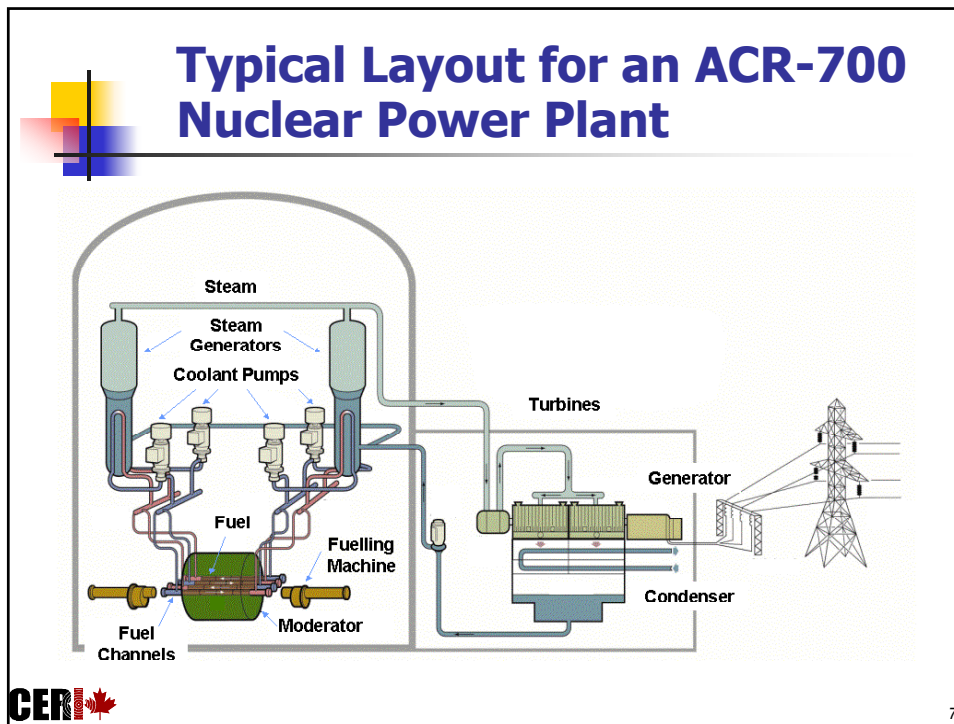 Typical Layout for an ACR-700
Nuclear Power Plant
Steam
Steam
Generators
Coolant Pumps
Turbines
Generator
Fuel
Fuelling
Machine
Condenser
Moderator
Fuel
Channels
CERI
7